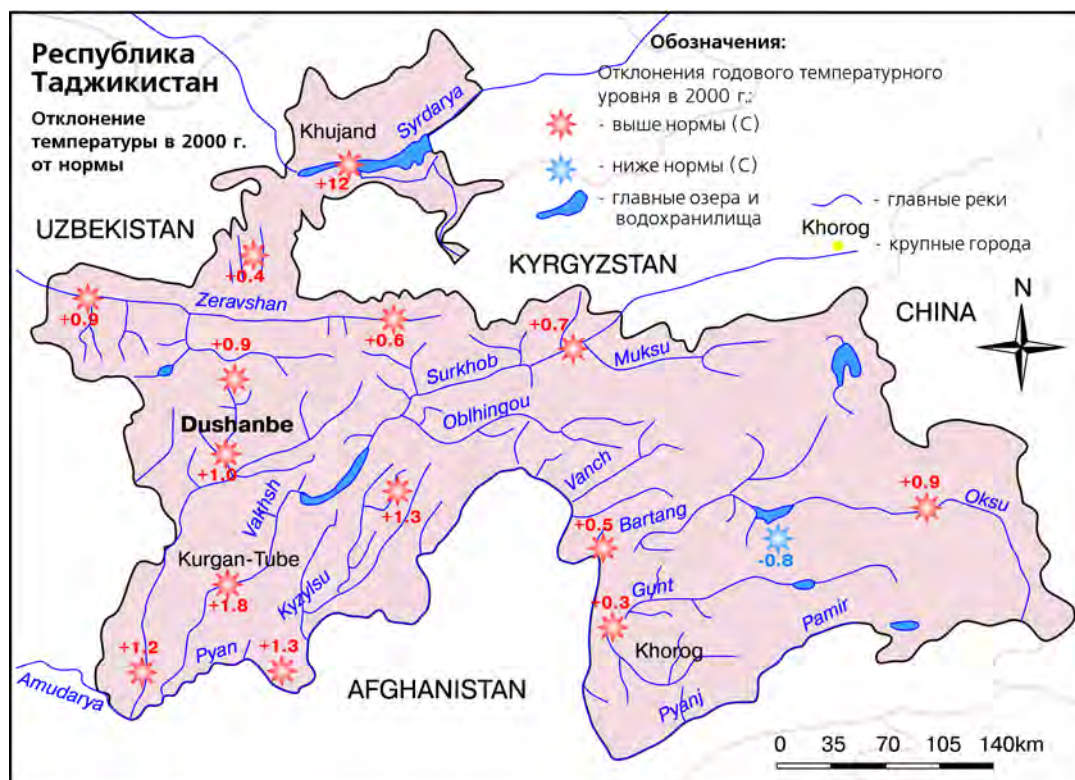 Республика
Таджикистан
Отклонение
температуры в 2000 г.
от нормы
Обозначения:
Отклонения годового температурного
уровня в 2000 г.:
- выше нормы (С)
- ниже нормы (С)
- главные озера и
водохранилища
- главные реки
Khorog
- крупные города
Khujand
Syrdarya
+12
UZBEKISTAN
KYRGYZSTAN
CHINA
N
+0.4
Zeravshan
+0.9
+0.6
+0.7
+0.9
Surkhob
Muksu
Oblhingou
Dushanbe
+1.0
Vakhsh
Vanch
+1.3
+0.5
Bartang
+0.9
Oksu
-0.8
Kurgan-Tube
+1.8
Kyzylsu
Gunt
+0.3
Khorog
Pamir
+1.2
Pyan
+1.3
Amudarya
AFGHANISTAN
Pyanj
0 35 70 105 140km